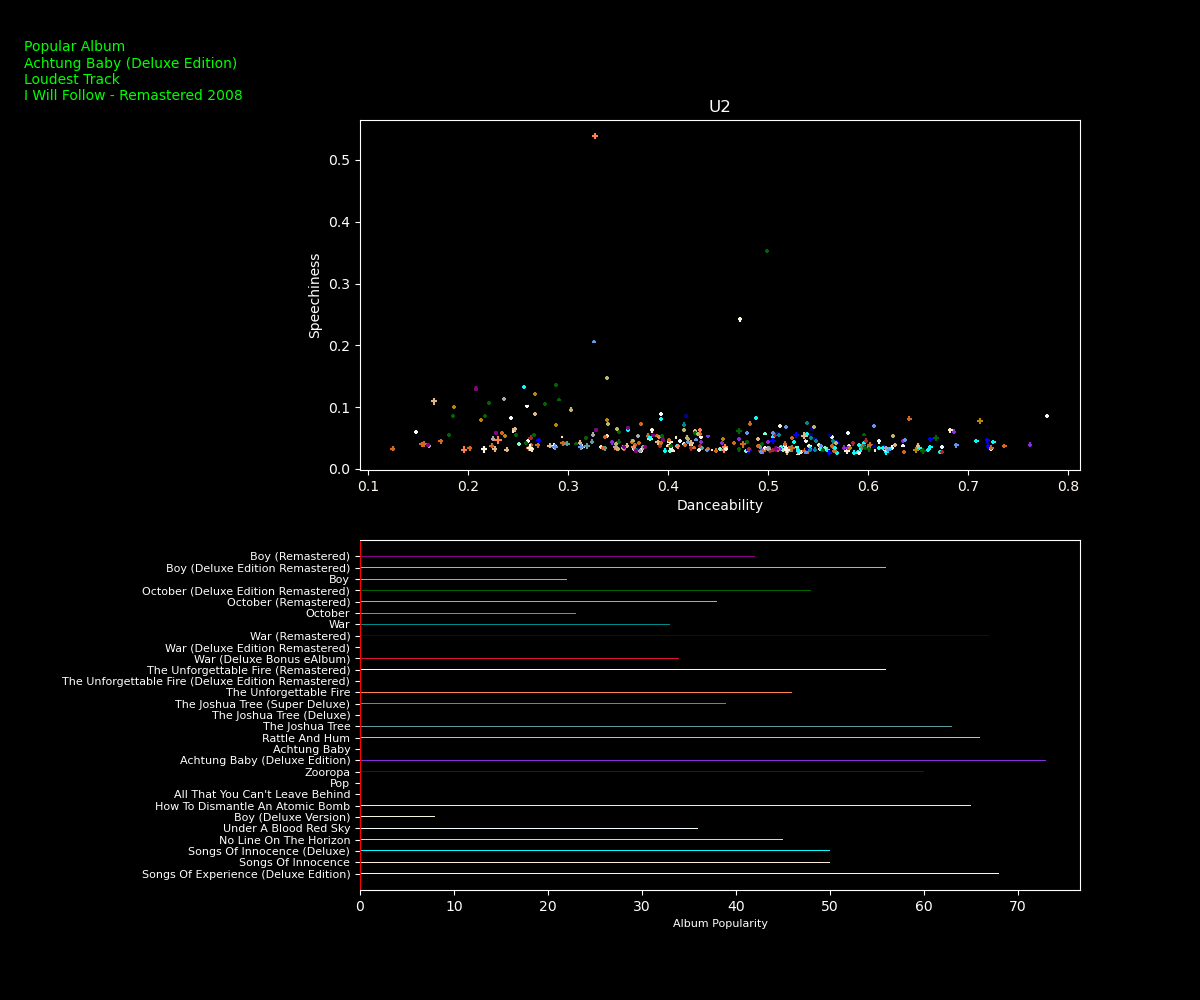 Popular Album
Achtung Baby (Deluxe Edition)
Loudest Track
I Will Follow - Remastered 2008
U2
0.5
0.4
0.3
0.2
0.1
0.0
Speechiness
0.1 0.2 0.3 0.4 0.5 0.6 0.7 0.8
Danceability
Boy (Remastered)
Boy (Deluxe Edition Remastered)
Boy
October (Deluxe Edition Remastered)
October (Remastered)
October
War
War (Remastered)
War (Deluxe Edition Remastered)
War (Deluxe Bonus eAlbum)
The Unforgettable Fire (Remastered)
The Unforgettable Fire (Deluxe Edition Remastered)
The Unforgettable Fire
The Joshua Tree (Super Deluxe)
The Joshua Tree (Deluxe)
The Joshua Tree
Rattle And Hum
Achtung Baby
Achtung Baby (Deluxe Edition)
Zooropa
Pop
All That You Can't Leave Behind
How To Dismantle An Atomic Bomb
Boy (Deluxe Version)
Under A Blood Red Sky
No Line On The Horizon
Songs Of Innocence (Deluxe)
Songs Of Innocence
Songs Of Experience (Deluxe Edition)
0 10 20 30 40 50 60 70
Album Popularity